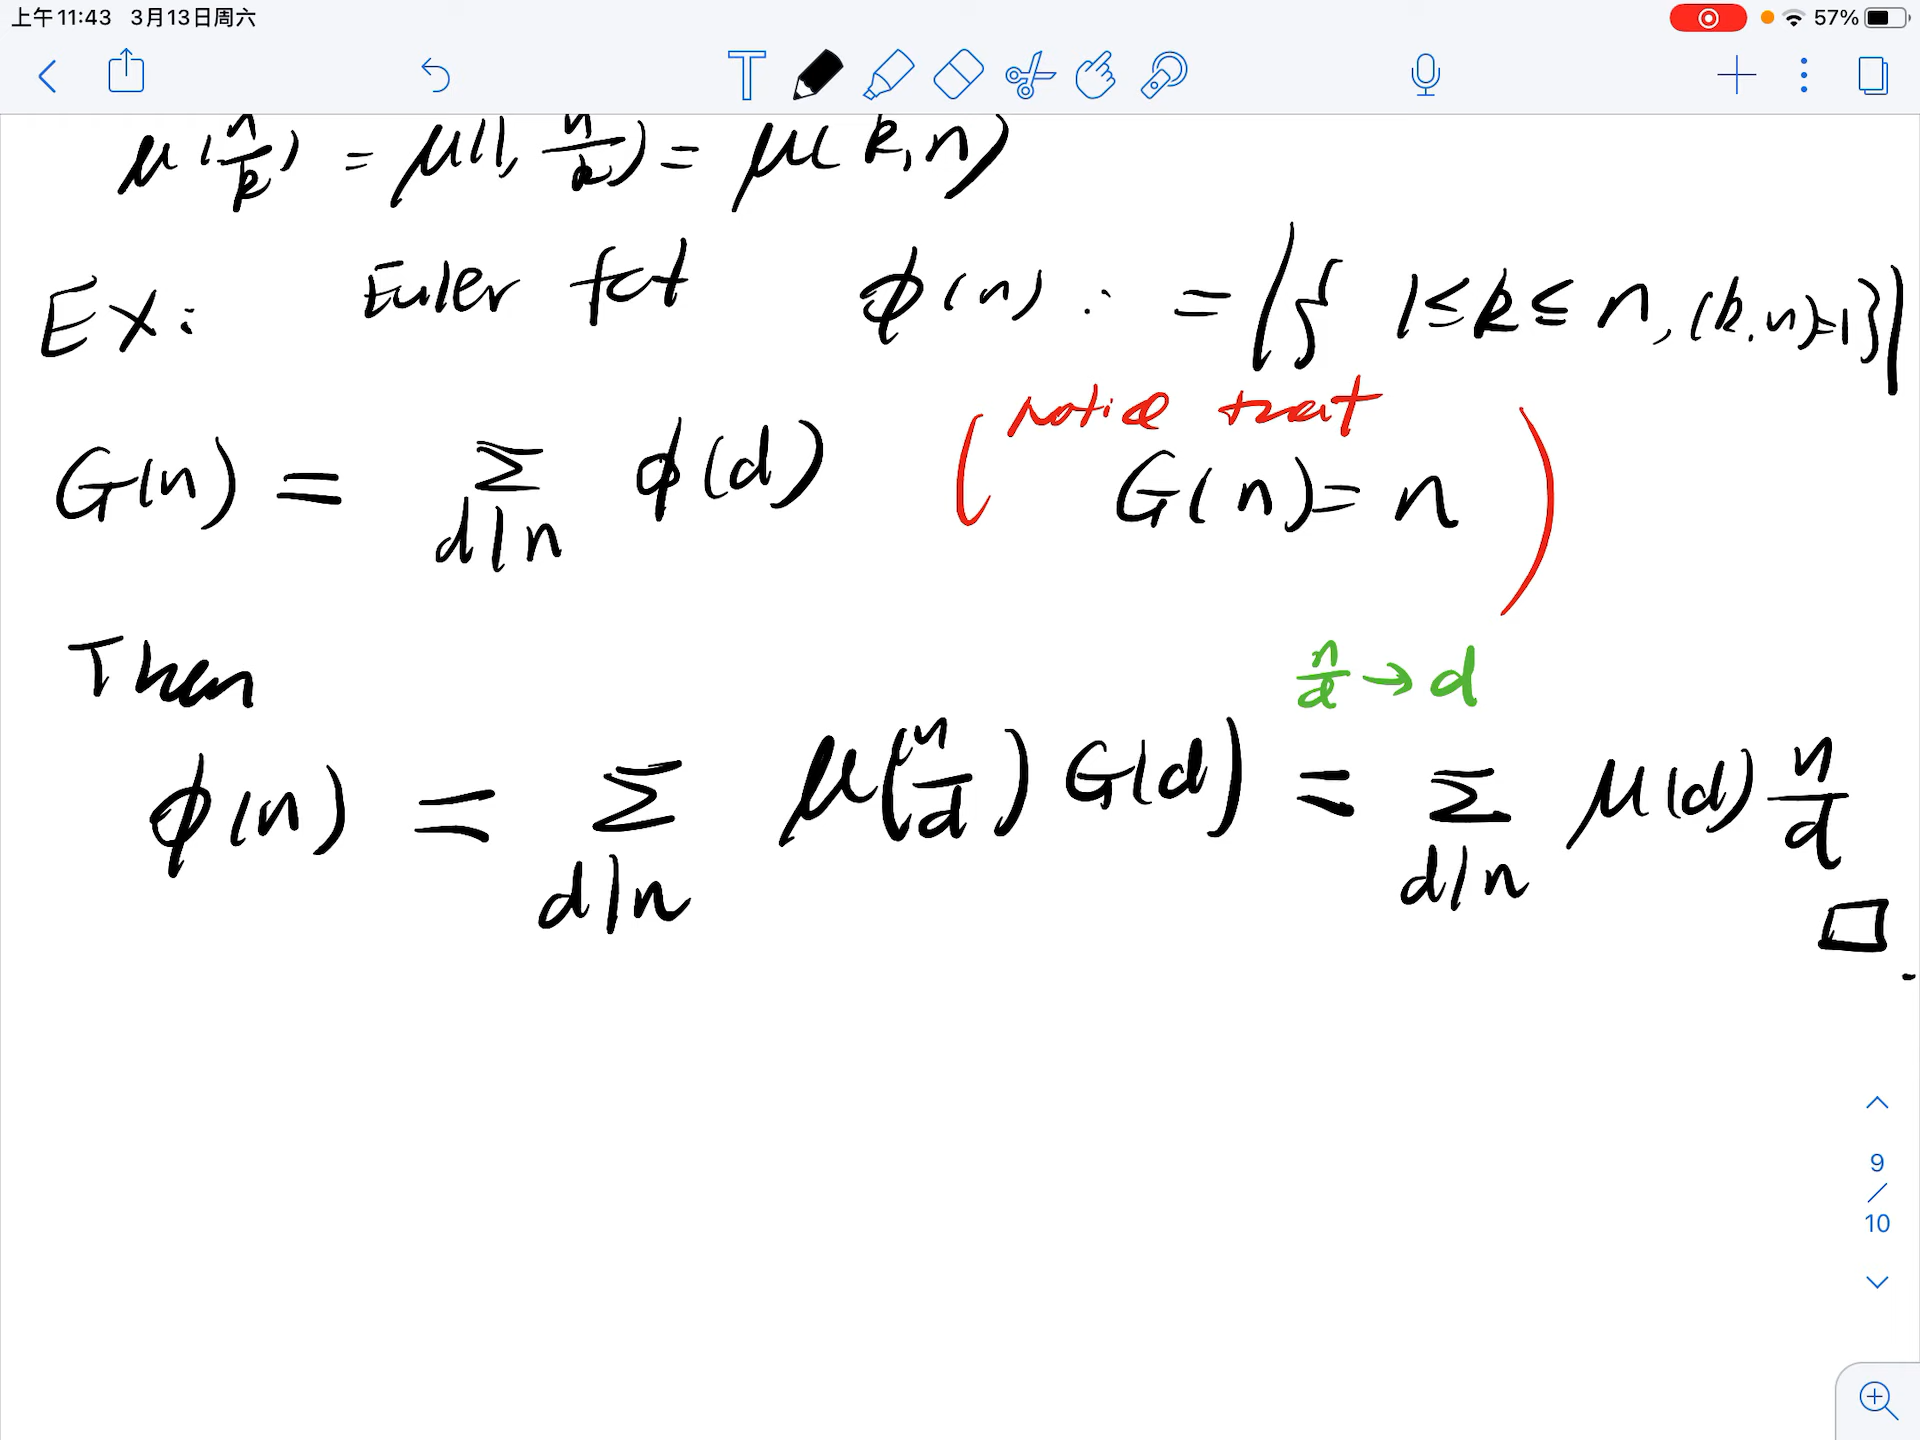 上午11:43 3月13日周六 57%
μ(n/k) = μ(1, n/k) = μ(k,n)
Ex: Euler fct φ(n) := |{ 1≤k≤n, (k,n)=1}|
G(n) = Σ_{d|n} φ(d) ( notice that G(n) = n )
Then n/d → d
φ(n) = Σ_{d|n} μ(n/d) G(d) = Σ_{d|n} μ(d) n/d □
9
/
10